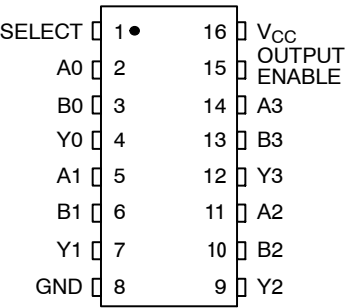 SELECT 1 16 VCC
A0 2 15 OUTPUT ENABLE
B0 3 14 A3
Y0 4 13 B3
A1 5 12 Y3
B1 6 11 A2
Y1 7 10 B2
GND 8 9 Y2